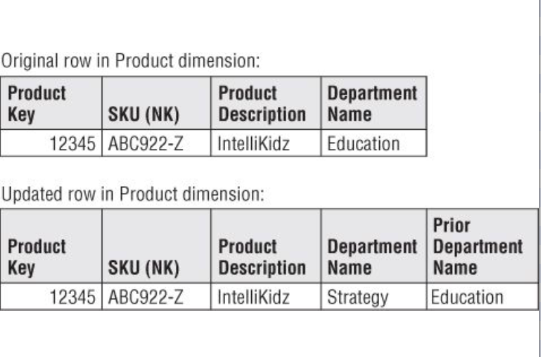 Original row in Product dimension:
Product Key SKU (NK) Product Description Department Name
12345 ABC922-Z IntelliKidz Education
Updated row in Product dimension:
Product Key SKU (NK) Product Description Department Name Prior Department Name
12345 ABC922-Z IntelliKidz Strategy Education